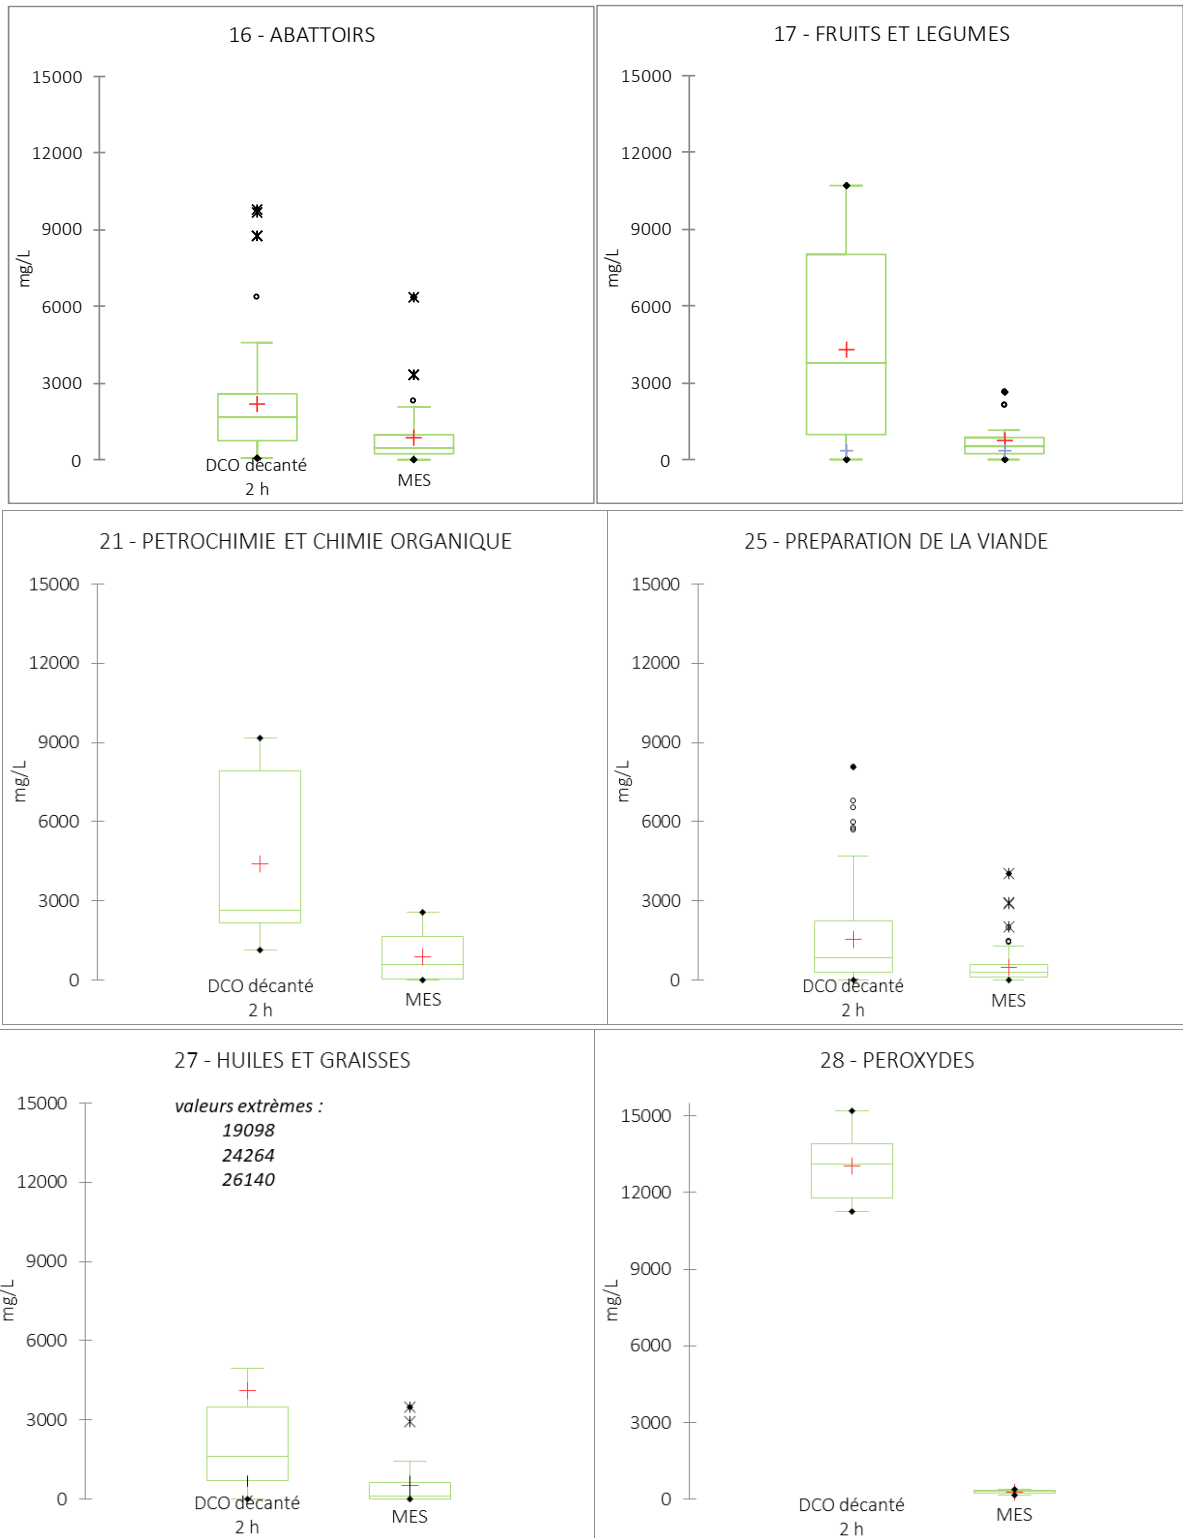 16 - ABATTOIRS
15000
12000
9000
6000
3000
0
mg/L
DCO décanté
2 h
MES
17 - FRUITS ET LEGUMES
15000
12000
9000
6000
3000
0
mg/L
21 - PETROCHIMIE ET CHIMIE ORGANIQUE
15000
12000
9000
6000
3000
0
mg/L
DCO décanté
2 h
MES
25 - PREPARATION DE LA VIANDE
15000
12000
9000
6000
3000
0
mg/L
DCO décanté
2 h
MES
27 - HUILES ET GRAISSES
valeurs extrèmes :
19098
24264
26140
15000
12000
9000
6000
3000
0
mg/L
DCO décanté
2 h
MES
28 - PEROXYDES
15000
12000
9000
6000
3000
0
mg/L
DCO décanté
2 h
MES